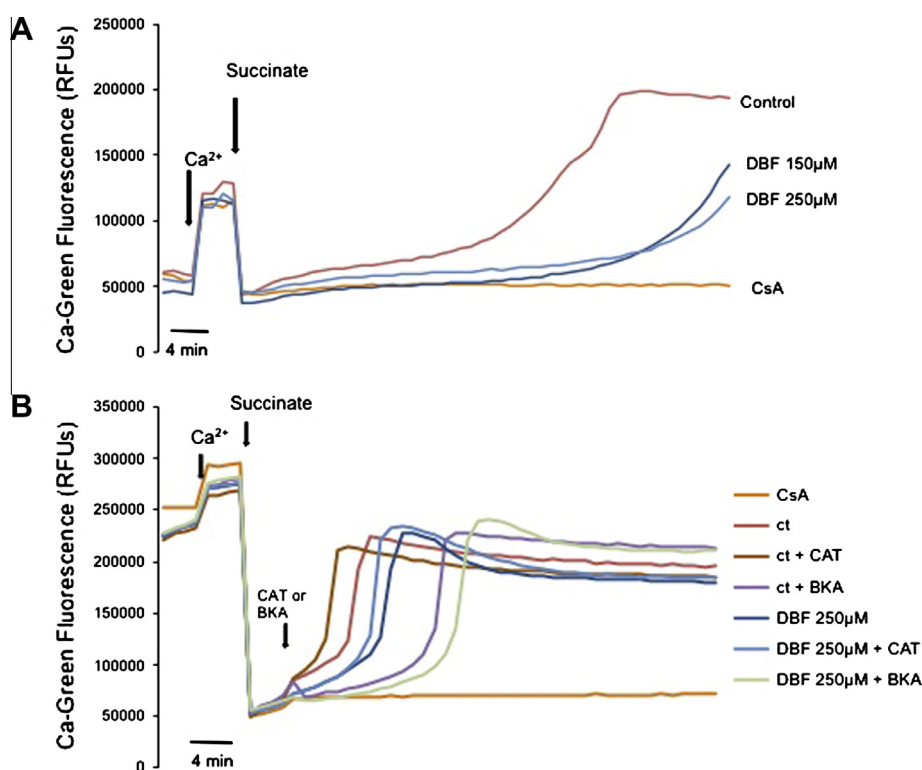 A
Ca-Green Fluorescence (RFUs)
250000
200000
150000
100000
50000
0
Succinate
Ca²⁺
4 min
Control
DBF 150µM
DBF 250µM
CsA
B
Ca-Green Fluorescence (RFUs)
350000
300000
250000
200000
150000
100000
50000
0
Succinate
Ca²⁺
CAT or
BKA
4 min
CsA
ct
ct + CAT
ct + BKA
DBF 250µM
DBF 250µM + CAT
DBF 250µM + BKA